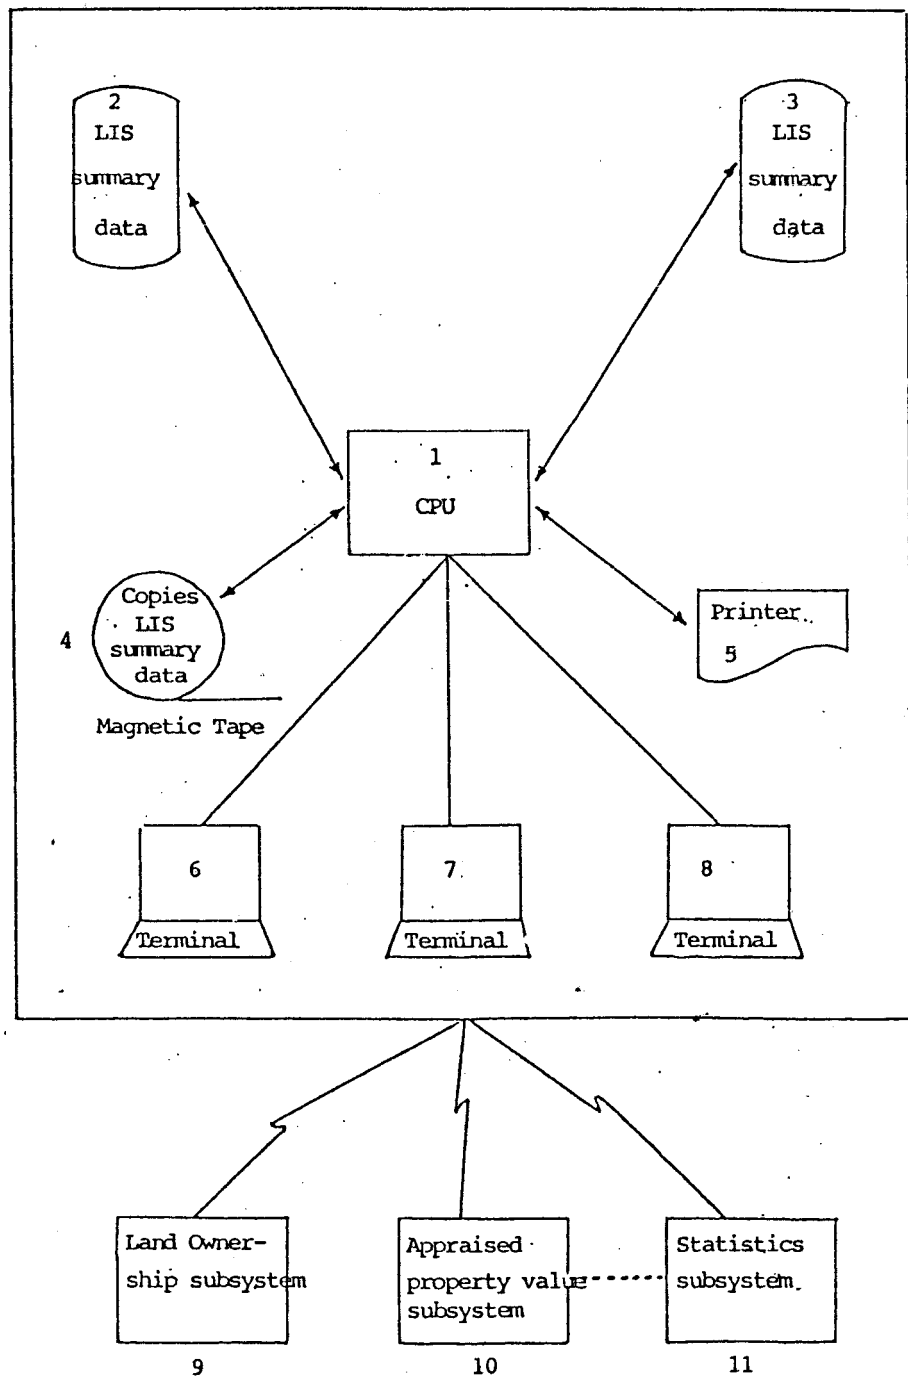 2
LIS
summary
data
3
LIS
summary
data
1
CPU
4
Copies
LIS
summary
data
Magnetic Tape
Printer
5
6
Terminal
7
Terminal
8
Terminal
Land Owner-
ship subsystem
9
Appraised
property value
subsystem
10
Statistics
subsystem
11